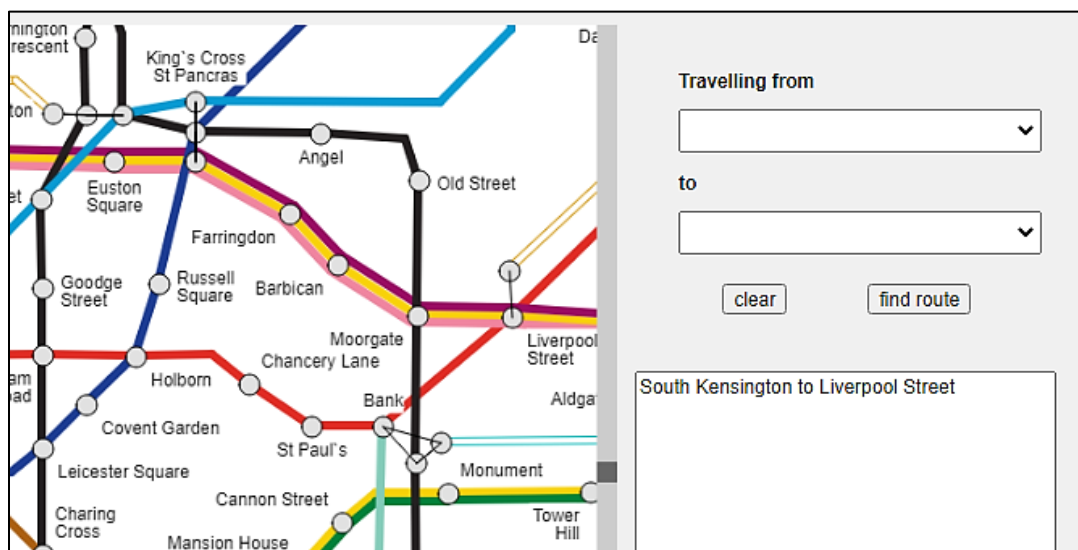 King`s Cross
St Pancras
Angel
Old Street
Euston
Square
Farringdon
Goodge
Street
Russell
Square
Barbican
Moorgate
Liverpool
Street
Chancery Lane
Holborn
Bank
Covent Garden
St Paul`s
Leicester Square
Monument
Cannon Street
Charing
Cross
Mansion House
Tower
Hill
Travelling from
to
clear
find route
South Kensington to Liverpool Street